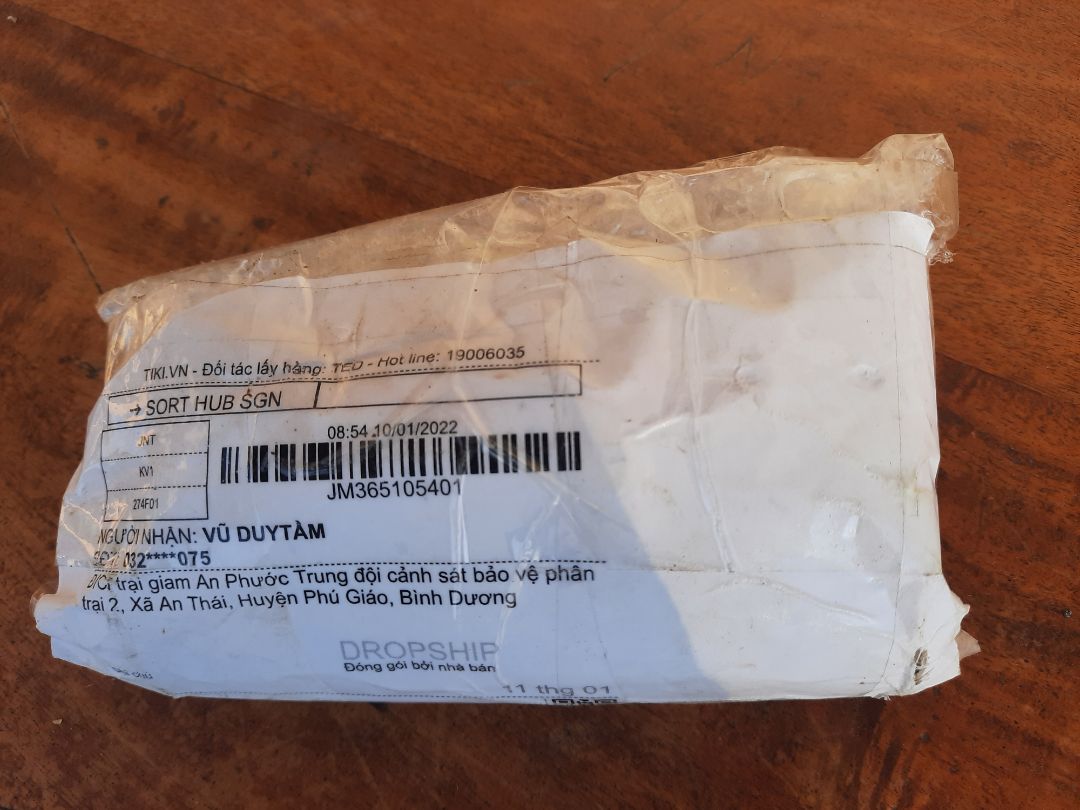 TIKI.VN - Đối tác lấy hàng: TED - Hot line: 19006035
→ SORT HUB SGN
JNT
KV1
274F01
08:54 10/01/2022
JM365105401
NGƯỜI NHẬN: VŨ DUYTÀM
032****075
Đ/C: trại giam An Phước Trung đội cảnh sát bảo vệ phân
trại 2, Xã An Thái, Huyện Phú Giáo, Bình Dương
DROPSHIP
Đóng gói bởi nhà bán
11 thg 01